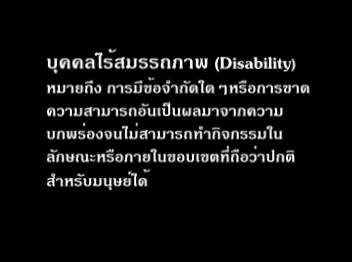 บุคคลไร้สมรรถภาพ (Disability)
หมายถึง การมีข้อจำกัดใด ๆหรือการขาด
ความสามารถอันเป็นผลมาจากความ
บกพร่องจนไม่สามารถทำกิจกรรมใน
ลักษณะหรือภายในขอบเขตที่ถือว่าปกติ
สำหรับมนุษย์ได้